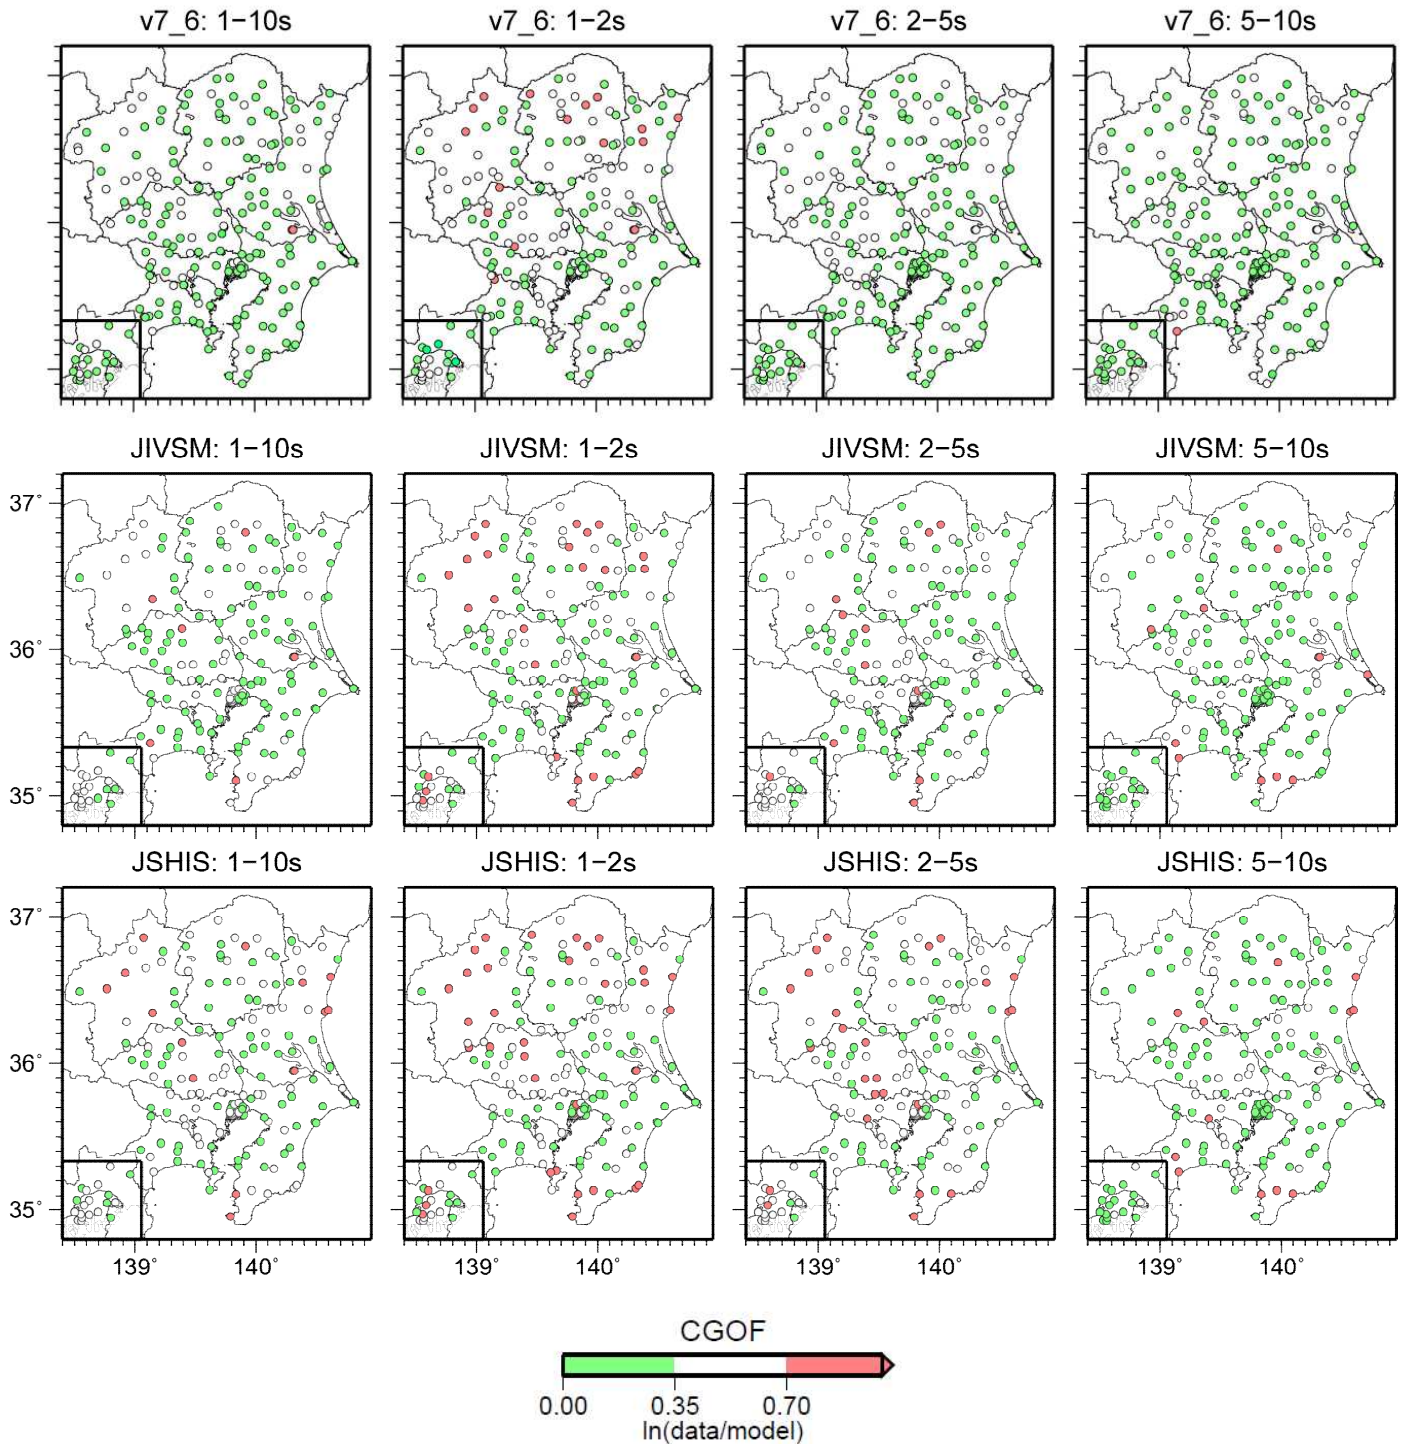 v7_6: 1−10s
v7_6: 1−2s
v7_6: 2−5s
v7_6: 5−10s
JIVSM: 1−10s
JIVSM: 1−2s
JIVSM: 2−5s
JIVSM: 5−10s
37˚
36˚
35˚
JSHIS: 1−10s
JSHIS: 1−2s
JSHIS: 2−5s
JSHIS: 5−10s
37˚
36˚
35˚
139˚ 140˚
139˚ 140˚
139˚ 140˚
139˚ 140˚
CGOF
0.00 0.35 0.70
ln(data/model)